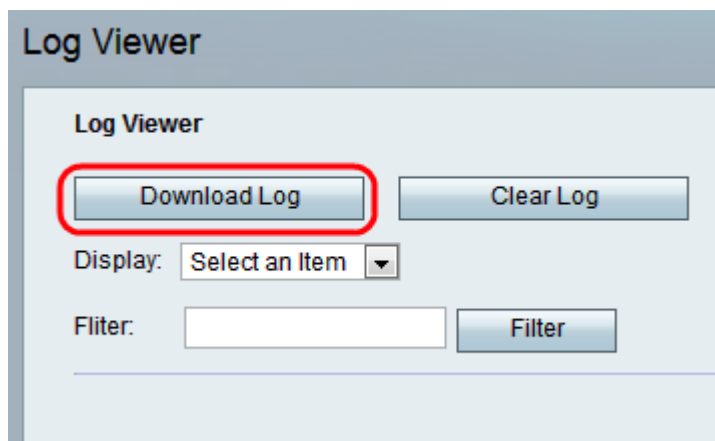 Log Viewer
Log Viewer
Download Log Clear Log
Display: Select an Item
Fliter: Filter